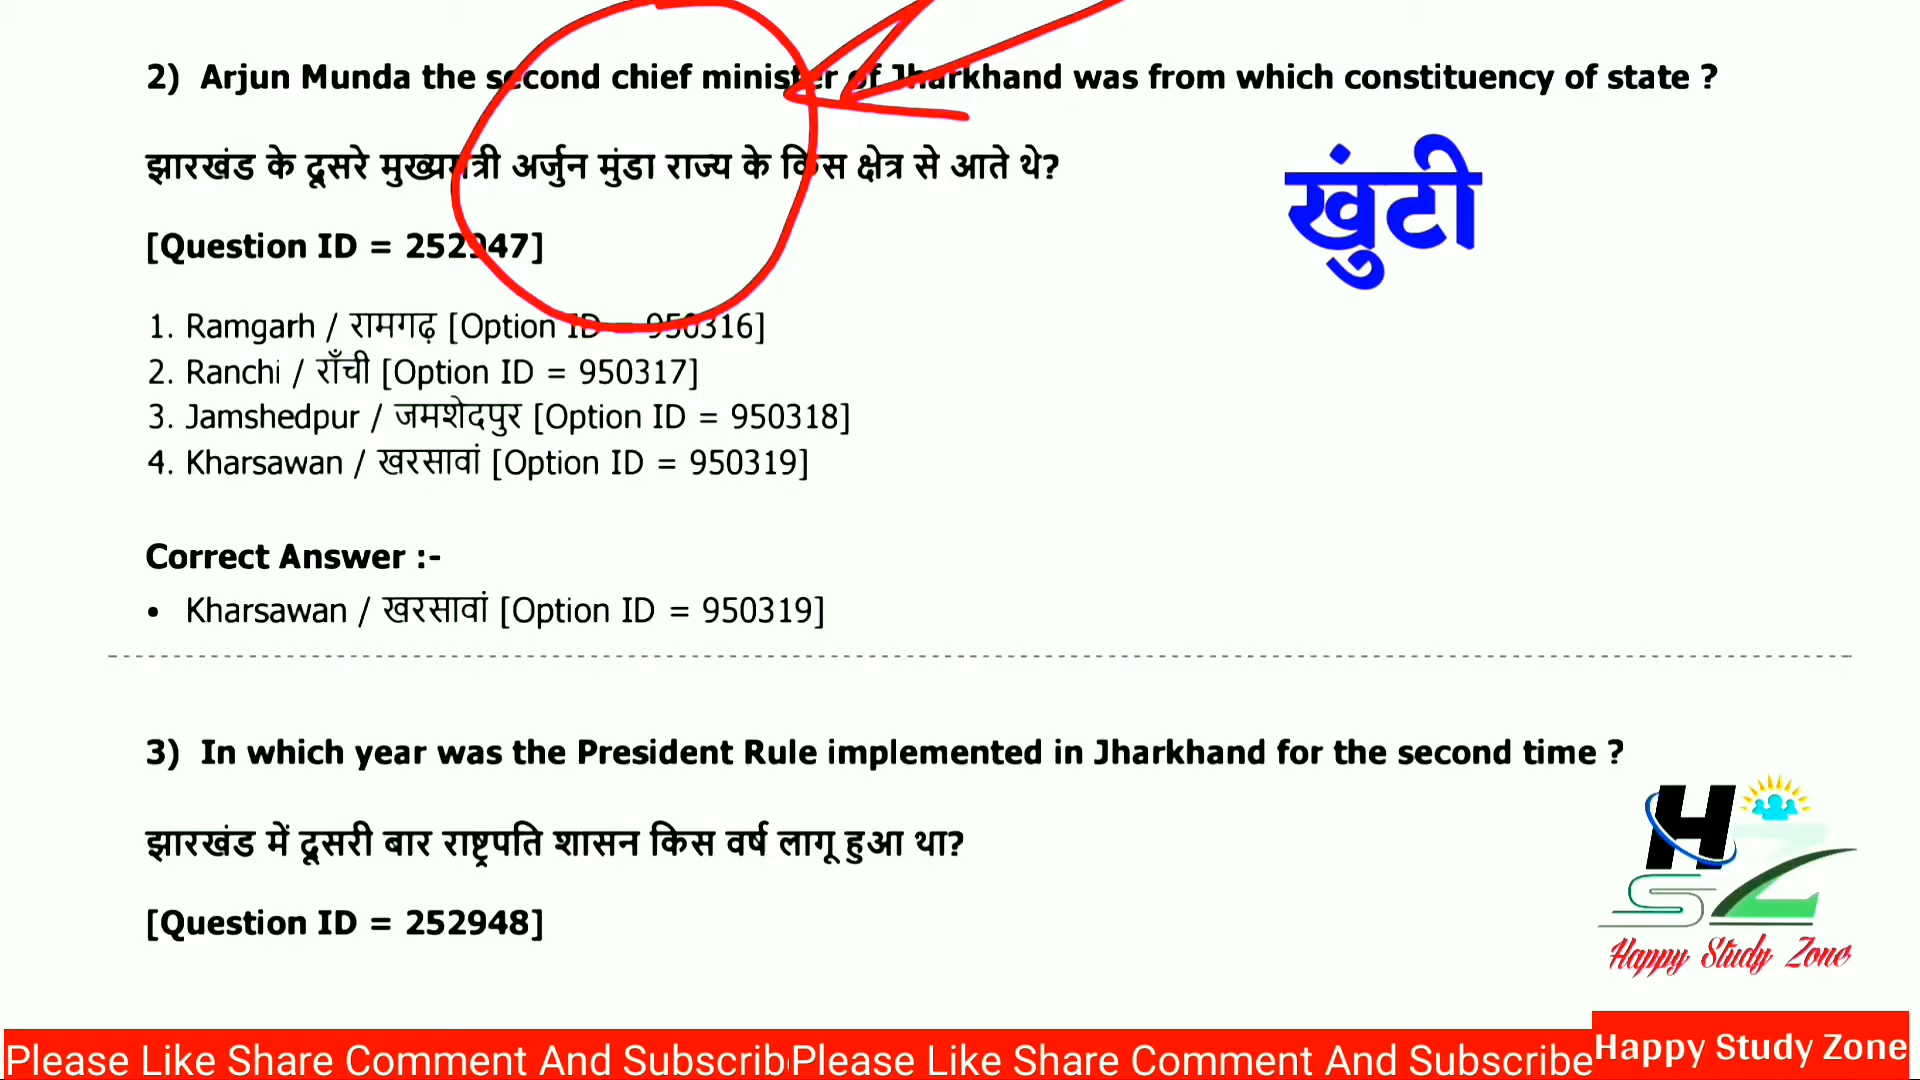 2) Arjun Munda the second chief minister of Jharkhand was from which constituency of state ?
झारखंड के दूसरे मुख्यमंत्री अर्जुन मुंडा राज्य के किस क्षेत्र से आते थे?
खुंटी
[Question ID = 252947]
1. Ramgarh / रामगढ़ [Option ID = 950316]
2. Ranchi / राँची [Option ID = 950317]
3. Jamshedpur / जमशेदपुर [Option ID = 950318]
4. Kharsawan / खरसावां [Option ID = 950319]
Correct Answer :-
• Kharsawan / खरसावां [Option ID = 950319]
3) In which year was the President Rule implemented in Jharkhand for the second time ?
झारखंड में दूसरी बार राष्ट्रपति शासन किस वर्ष लागू हुआ था?
[Question ID = 252948]
HSZ
Happy Study Zone
Please Like Share Comment And Subscrib
Please Like Share Comment And Subscribe
Happy Study Zone